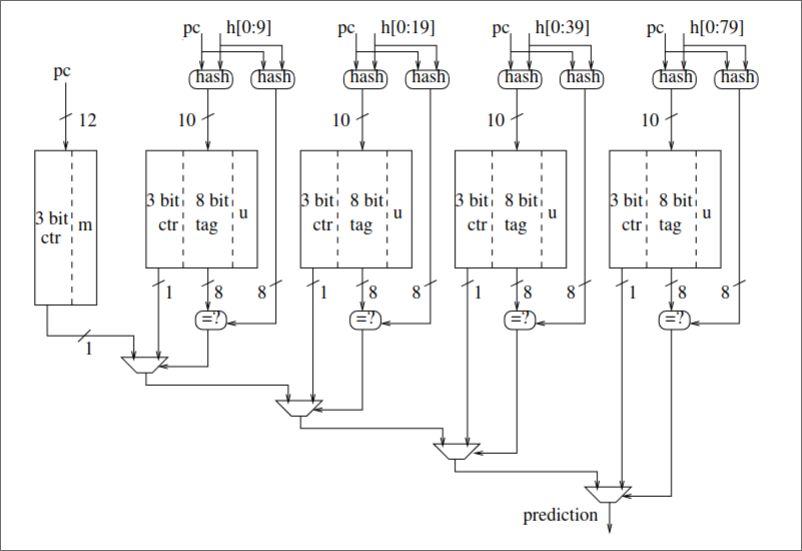 pc h[0:9] pc h[0:19] pc h[0:39] pc h[0:79]
hash hash hash hash hash hash hash hash
pc
12 10 10 10 10
3 bit ctr m
3 bit ctr 8 bit tag u
3 bit ctr 8 bit tag u
3 bit ctr 8 bit tag u
3 bit ctr 8 bit tag u
1 8 8 1 8 8 1 8 8 1 8 8
=? =? =? =?
1
prediction